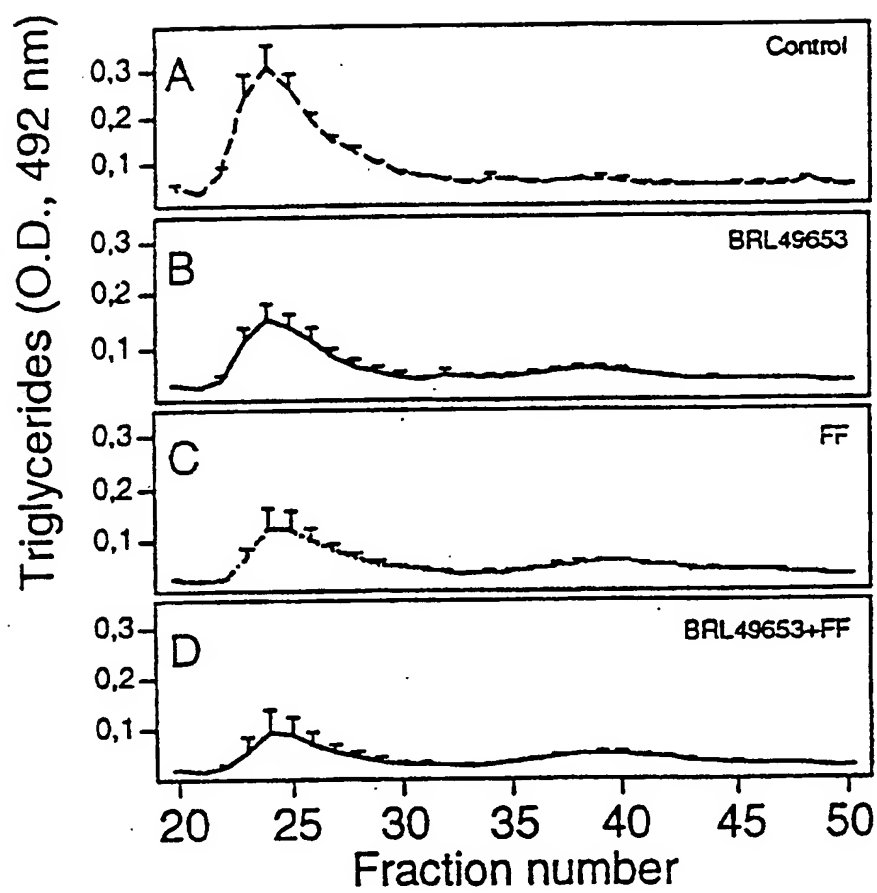 Triglycerides (O.D., 492 nm)
A
Control
0,3
0,2
0,1
B
BRL49653
0,3
0,2
0,1
C
FF
0,3
0,2
0,1
D
BRL49653+FF
0,3
0,2
0,1
20 25 30 35 40 45 50
Fraction number